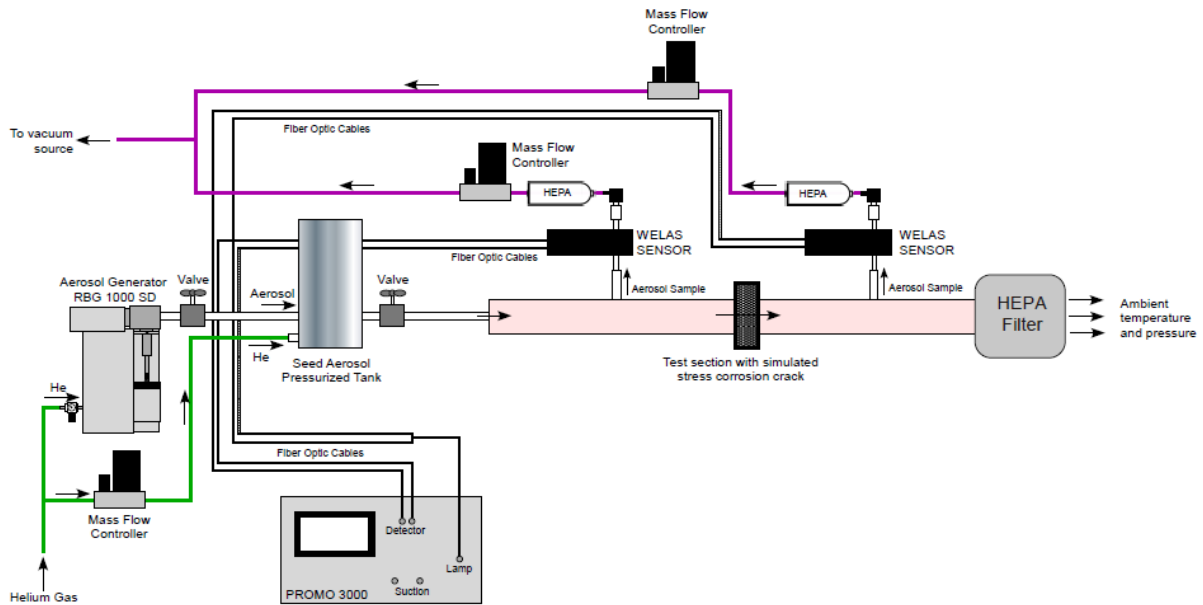 Mass Flow
Controller
To vacuum
source
Fiber Optic Cables
Mass Flow
Controller
HEPA
HEPA
WELAS
SENSOR
WELAS
SENSOR
Fiber Optic Cables
Aerosol Generator
RBG 1000 SD
Valve
Aerosol
Valve
Aerosol Sample
Aerosol Sample
HEPA
Filter
Ambient
temperature
and pressure
He
Seed Aerosol
Pressurized Tank
Test section with simulated
stress corrosion crack
He
Fiber Optic Cables
Mass Flow
Controller
Detector
Lamp
Suction
PROMO 3000
Helium Gas